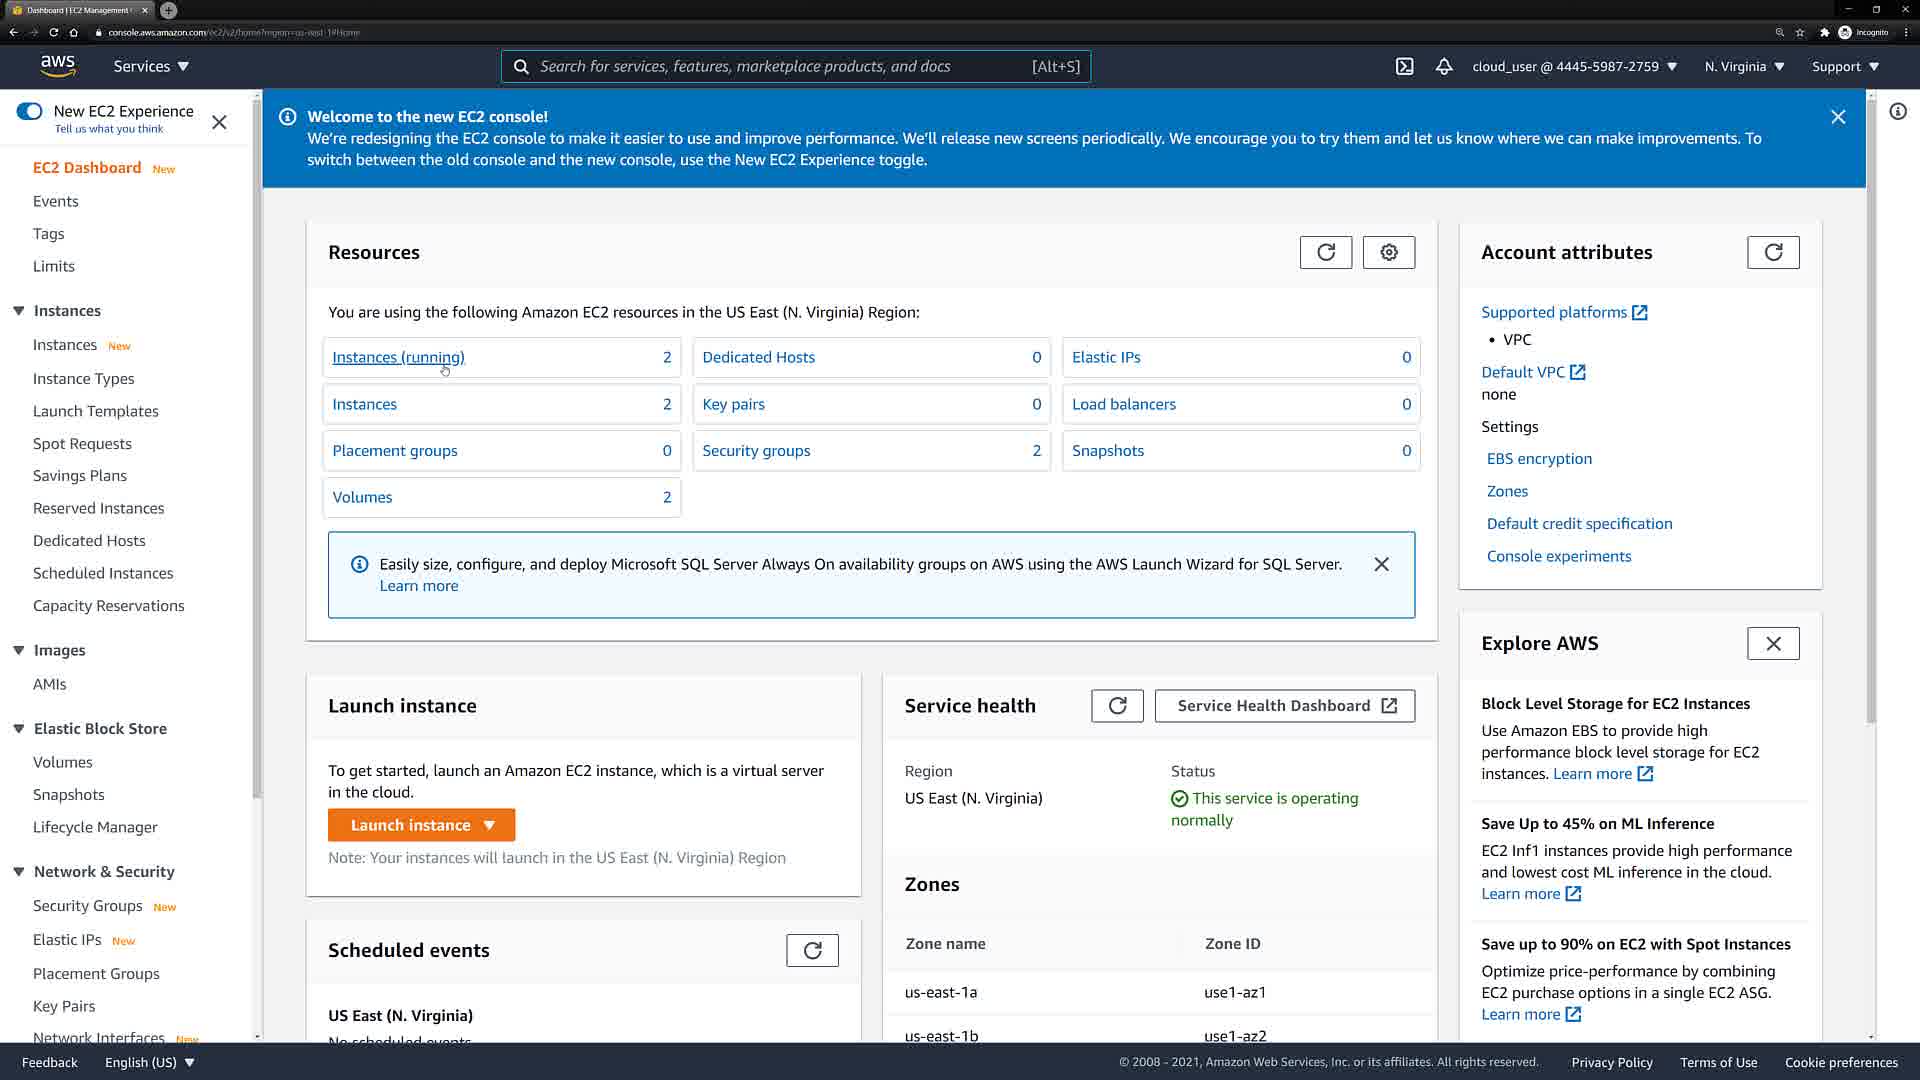 Dashboard | EC2 Management
console.aws.amazon.com/ec2/v2/home?region=us-east-1#Home
Incognito
aws
Services
Search for services, features, marketplace products, and docs
[Alt+S]
cloud_user @ 4445-5987-2759
N. Virginia
Support
New EC2 Experience
Tell us what you think
EC2 Dashboard New
Events
Tags
Limits
Instances
Instances New
Instance Types
Launch Templates
Spot Requests
Savings Plans
Reserved Instances
Dedicated Hosts
Scheduled Instances
Capacity Reservations
Images
AMIs
Elastic Block Store
Volumes
Snapshots
Lifecycle Manager
Network & Security
Security Groups New
Elastic IPs New
Placement Groups
Key Pairs
Network Interfaces New
Welcome to the new EC2 console!
We're redesigning the EC2 console to make it easier to use and improve performance. We'll release new screens periodically. We encourage you to try them and let us know where we can make improvements. To
switch between the old console and the new console, use the New EC2 Experience toggle.
Resources
You are using the following Amazon EC2 resources in the US East (N. Virginia) Region:
Instances (running) 2
Dedicated Hosts 0
Elastic IPs 0
Instances 2
Key pairs 0
Load balancers 0
Placement groups 0
Security groups 2
Snapshots 0
Volumes 2
Easily size, configure, and deploy Microsoft SQL Server Always On availability groups on AWS using the AWS Launch Wizard for SQL Server.
Learn more
Launch instance
To get started, launch an Amazon EC2 instance, which is a virtual server
in the cloud.
Launch instance
Note: Your instances will launch in the US East (N. Virginia) Region
Scheduled events
US East (N. Virginia)
No scheduled events
Service health
Service Health Dashboard
Region
US East (N. Virginia)
Status
This service is operating
normally
Zones
Zone name Zone ID
us-east-1a use1-az1
us-east-1b use1-az2
Account attributes
Supported platforms
• VPC
Default VPC
none
Settings
EBS encryption
Zones
Default credit specification
Console experiments
Explore AWS
Block Level Storage for EC2 Instances
Use Amazon EBS to provide high
performance block level storage for EC2
instances. Learn more
Save Up to 45% on ML Inference
EC2 Inf1 instances provide high performance
and lowest cost ML inference in the cloud.
Learn more
Save up to 90% on EC2 with Spot Instances
Optimize price-performance by combining
EC2 purchase options in a single EC2 ASG.
Learn more
Feedback
English (US)
© 2008 - 2021, Amazon Web Services, Inc. or its affiliates. All rights reserved.
Privacy Policy
Terms of Use
Cookie preferences